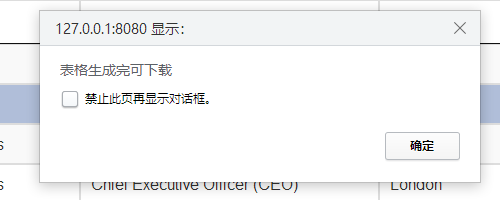 127.0.0.1:8080 显示：
表格生成完可下载
禁止此页再显示对话框。
确定
s
s Chief Executive Officer (CEO) London